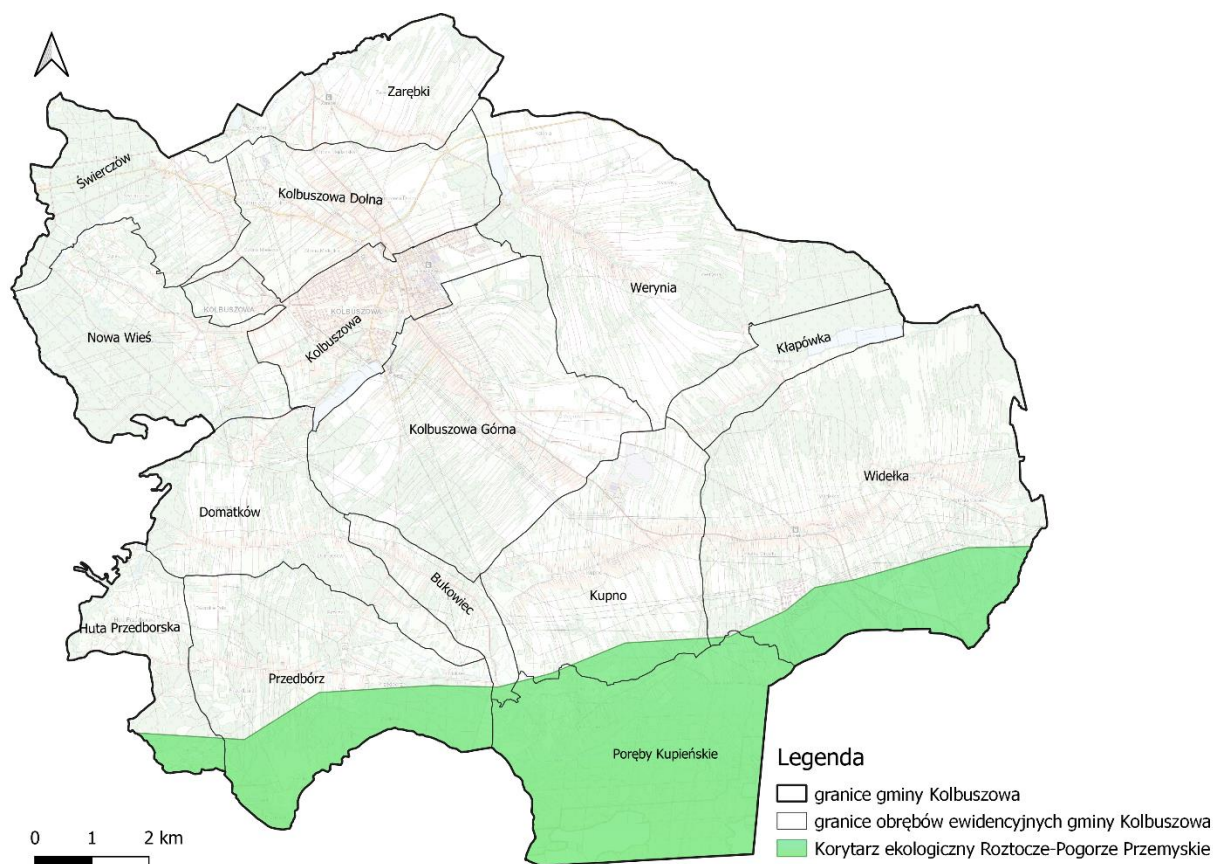 Zarębki
Świerczów
Kolbuszowa Dolna
Werynia
KOLBUSZOWA
KOLBUSZOWA
Nowa Wieś
Kolbuszowa
Kłapówka
Kolbuszowa Górna
Widełka
Domatków
Bukowiec
Kupno
Huta Przedborska
Przedbórz
Poręby Kupieńskie
Legenda
granice gminy Kolbuszowa
granice obrębów ewidencyjnych gminy Kolbuszowa
Korytarz ekologiczny Roztocze-Pogorze Przemyskie
0 1 2 km